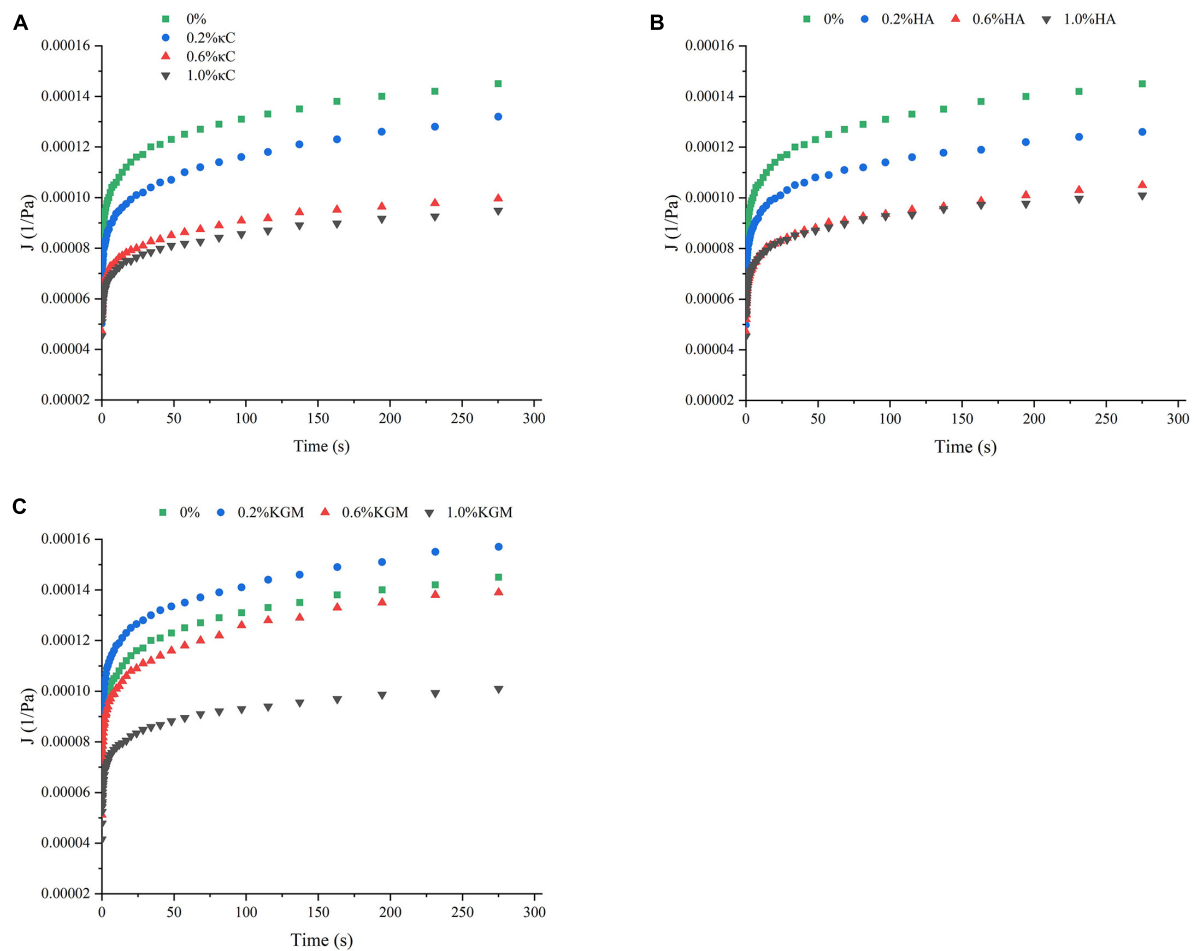 A
0%
0.2%κC
0.6%κC
1.0%κC
0.00016
0.00014
0.00012
0.00010
0.00008
0.00006
0.00004
0.00002
J (1/Pa)
0 50 100 150 200 250 300
Time (s)
B
0% 0.2%HA 0.6%HA 1.0%HA
0.00016
0.00014
0.00012
0.00010
0.00008
0.00006
0.00004
0.00002
J (1/Pa)
0 50 100 150 200 250 300
Time (s)
C
0% 0.2%KGM 0.6%KGM 1.0%KGM
0.00016
0.00014
0.00012
0.00010
0.00008
0.00006
0.00004
0.00002
J (1/Pa)
0 50 100 150 200 250 300
Time (s)